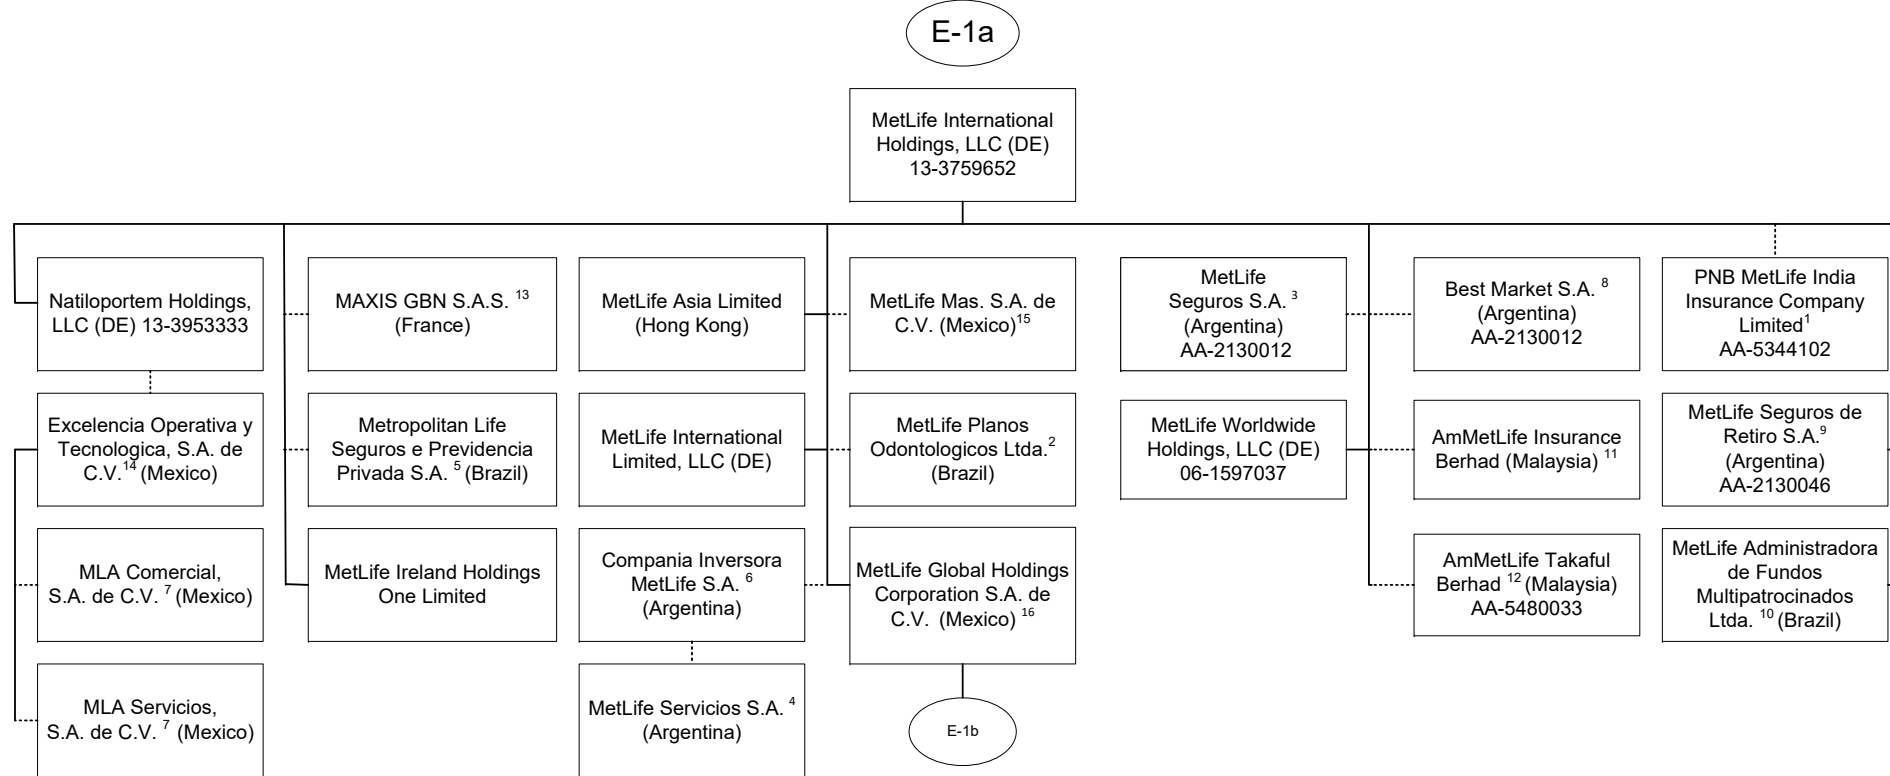 E-1a
MetLife International
Holdings, LLC (DE)
13-3759652
Natiloportem Holdings,
LLC (DE) 13-3953333
MAXIS GBN S.A.S. 13
(France)
MetLife Asia Limited
(Hong Kong)
MetLife Mas. S.A. de
C.V. (Mexico)15
MetLife
Seguros S.A. 3
(Argentina)
AA-2130012
Best Market S.A. 8
(Argentina)
AA-2130012
PNB MetLife India
Insurance Company
Limited1
AA-5344102
Excelencia Operativa y
Tecnologica, S.A. de
C.V.14 (Mexico)
Metropolitan Life
Seguros e Previdencia
Privada S.A. 5 (Brazil)
MetLife International
Limited, LLC (DE)
MetLife Planos
Odontologicos Ltda.2
(Brazil)
MetLife Worldwide
Holdings, LLC (DE)
06-1597037
AmMetLife Insurance
Berhad (Malaysia) 11
MetLife Seguros de
Retiro S.A.9
(Argentina)
AA-2130046
MLA Comercial,
S.A. de C.V. 7 (Mexico)
MetLife Ireland Holdings
One Limited
Compania Inversora
MetLife S.A. 6
(Argentina)
MetLife Global Holdings
Corporation S.A. de
C.V. (Mexico) 16
AmMetLife Takaful
Berhad 12 (Malaysia)
AA-5480033
MetLife Administradora
de Fundos
Multipatrocinados
Ltda. 10 (Brazil)
MLA Servicios,
S.A. de C.V. 7 (Mexico)
MetLife Servicios S.A. 4
(Argentina)
E-1b